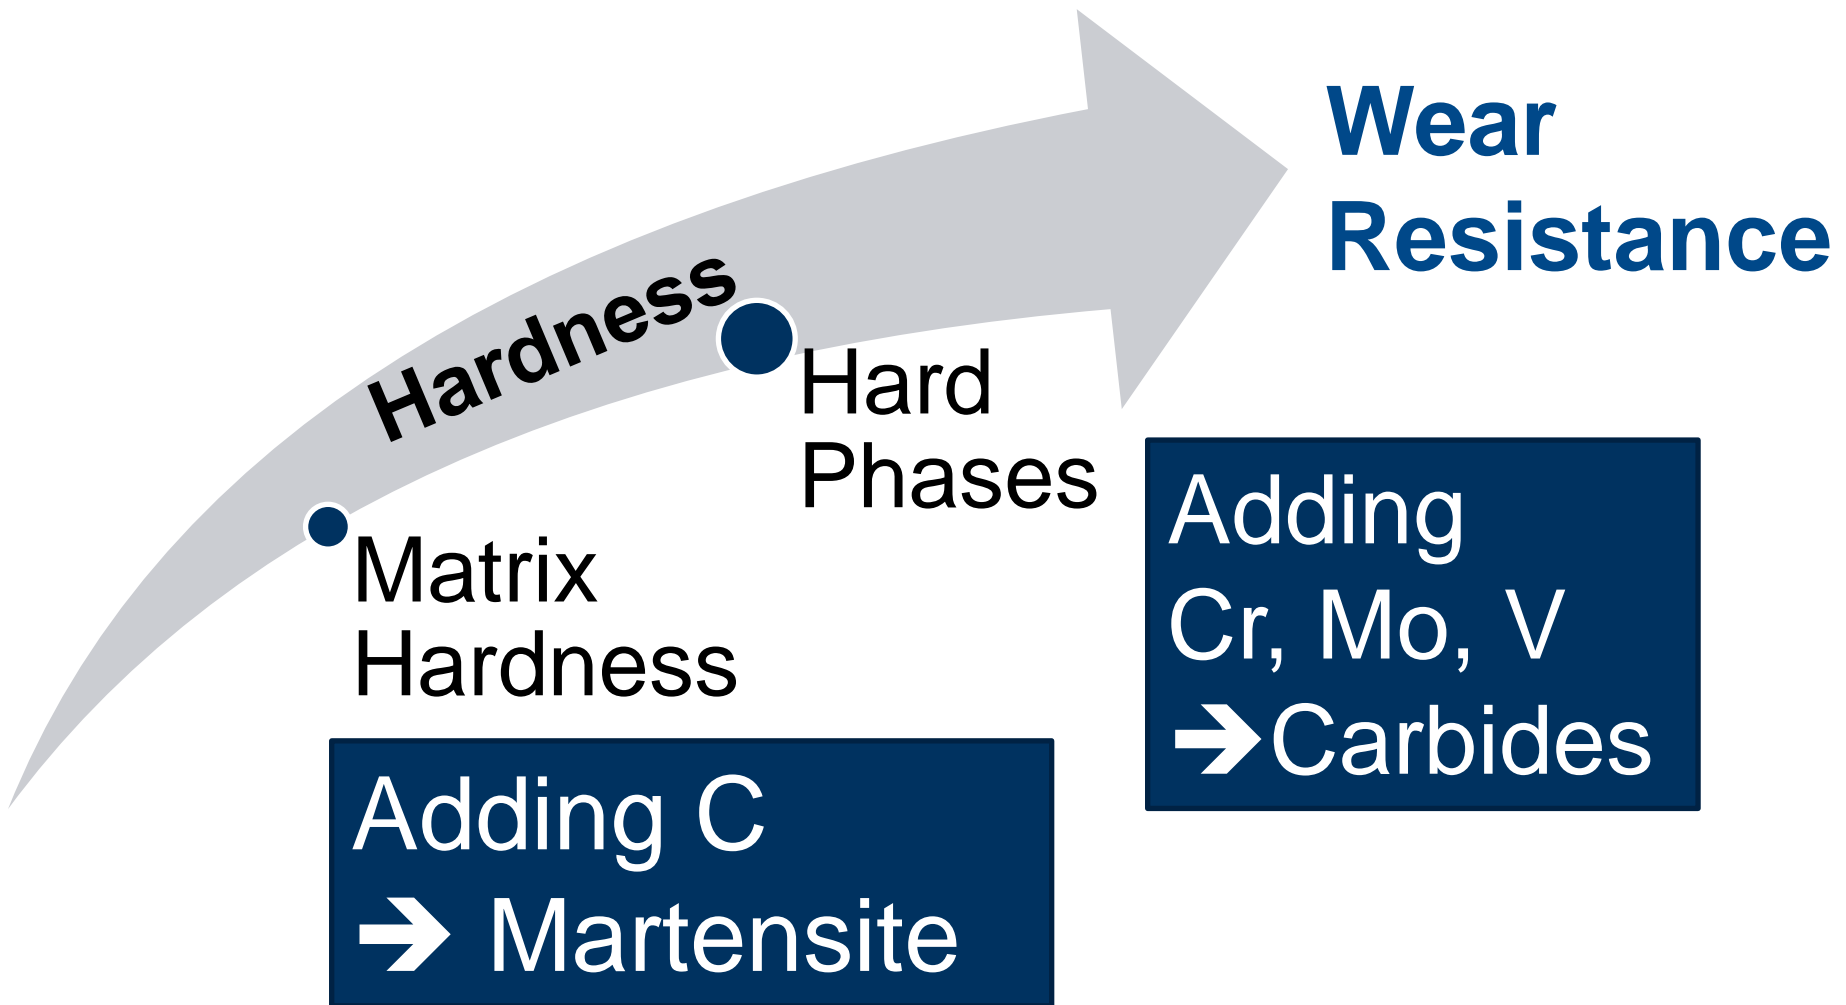 Wear
Resistance
Hardness
Hard
Phases
Matrix
Hardness
Adding
Cr, Mo, V
➔Carbides
Adding C
➔ Martensite